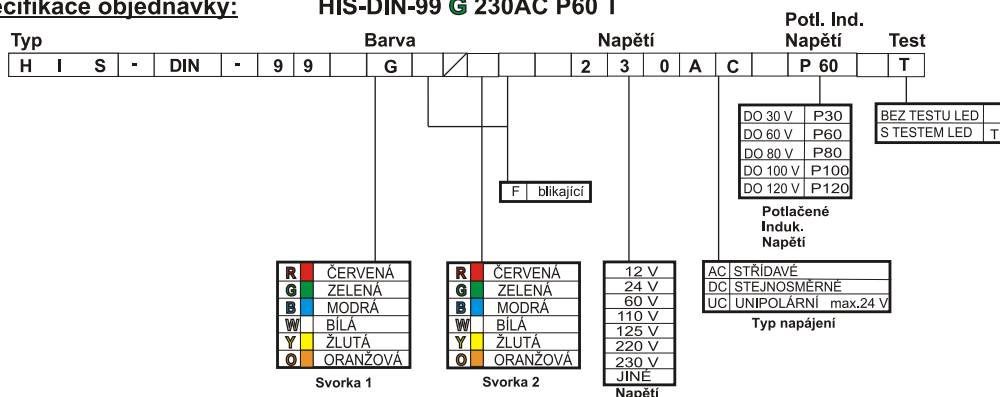 ecifikace objednávky: HIS-DIN-99 G 230AC P60 T
Potl. Ind.
Typ Barva Napětí Napětí Test
H I S - DIN - 9 9 G / 2 3 0 A C P 60 T
DO 30 V P30
DO 60 V P60
DO 80 V P80
DO 100 V P100
DO 120 V P120
Potlačené
Induk.
Napětí
BEZ TESTU LED
S TESTEM LED T
F blikající
R ČERVENÁ
G ZELENÁ
B MODRÁ
W BÍLÁ
Y ŽLUTÁ
O ORANŽOVÁ
Svorka 1
R ČERVENÁ
G ZELENÁ
B MODRÁ
W BÍLÁ
Y ŽLUTÁ
O ORANŽOVÁ
Svorka 2
12 V
24 V
60 V
110 V
125 V
220 V
230 V
JINÉ
Napětí
AC STŘÍDAVÉ
DC STEJNOSMĚRNÉ
UC UNIPOLÁRNÍ max.24 V
Typ napájení